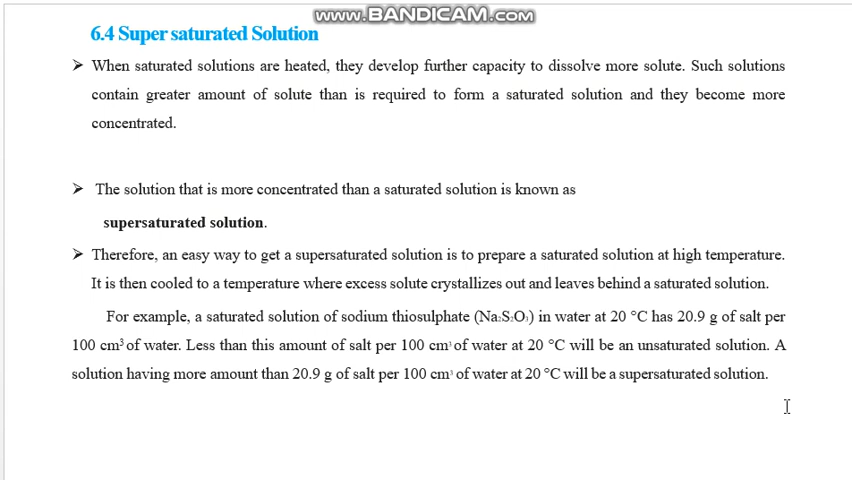 www.BANDICAM.com
6.4 Super saturated Solution
➤ When saturated solutions are heated, they develop further capacity to dissolve more solute. Such solutions
contain greater amount of solute than is required to form a saturated solution and they become more
concentrated.
➤ The solution that is more concentrated than a saturated solution is known as
supersaturated solution.
➤ Therefore, an easy way to get a supersaturated solution is to prepare a saturated solution at high temperature.
It is then cooled to a temperature where excess solute crystallizes out and leaves behind a saturated solution.
For example, a saturated solution of sodium thiosulphate (Na₂S₂O₃) in water at 20 °C has 20.9 g of salt per
100 cm³ of water. Less than this amount of salt per 100 cm³ of water at 20 °C will be an unsaturated solution. A
solution having more amount than 20.9 g of salt per 100 cm³ of water at 20 °C will be a supersaturated solution.